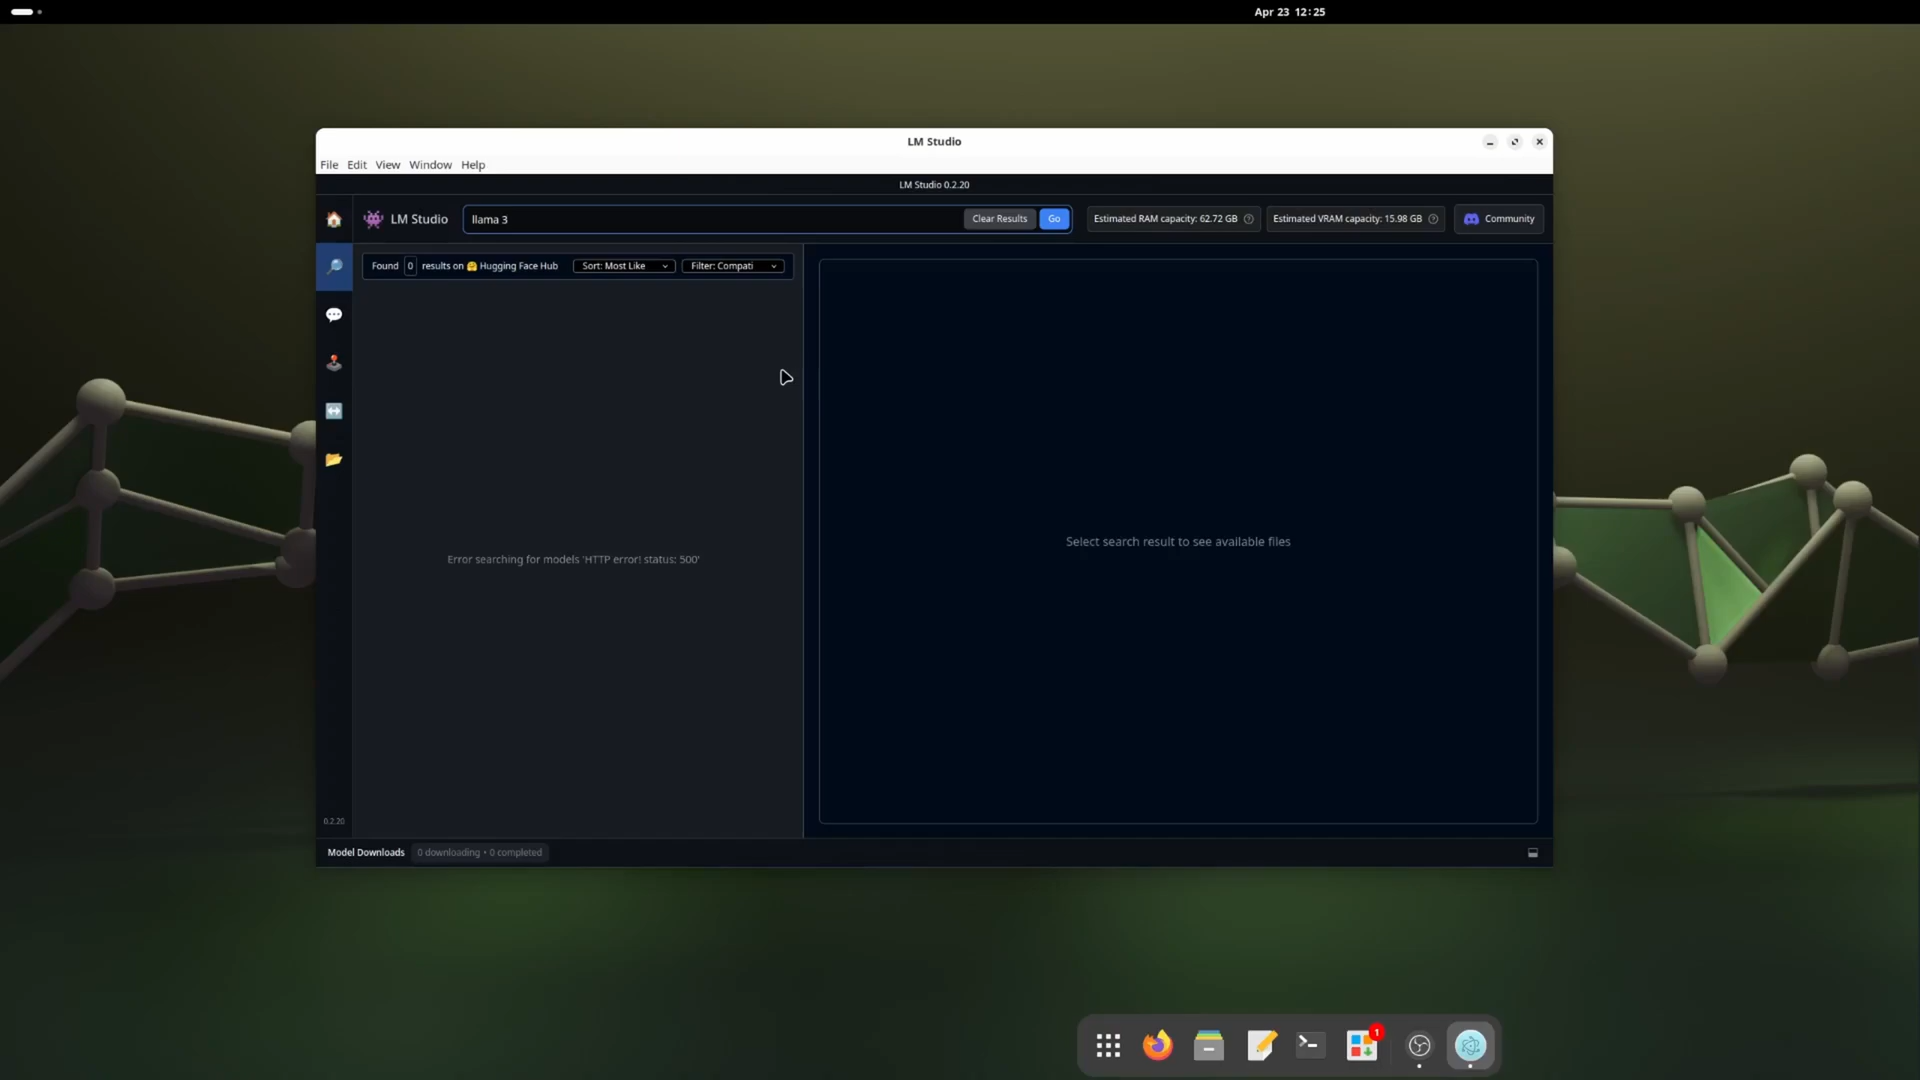 Apr 23 12:25
LM Studio
File Edit View Window Help
LM Studio 0.2.20
LM Studio
llama 3
Clear Results
Go
Estimated RAM capacity: 62.72 GB
Estimated VRAM capacity: 15.98 GB
Community
Found 0 results on 🤗 Hugging Face Hub
Sort: Most Like
Filter: Compati
Error searching for models 'HTTP error! status: 500'
Select search result to see available files
0.2.20
Model Downloads
0 downloading • 0 completed
1